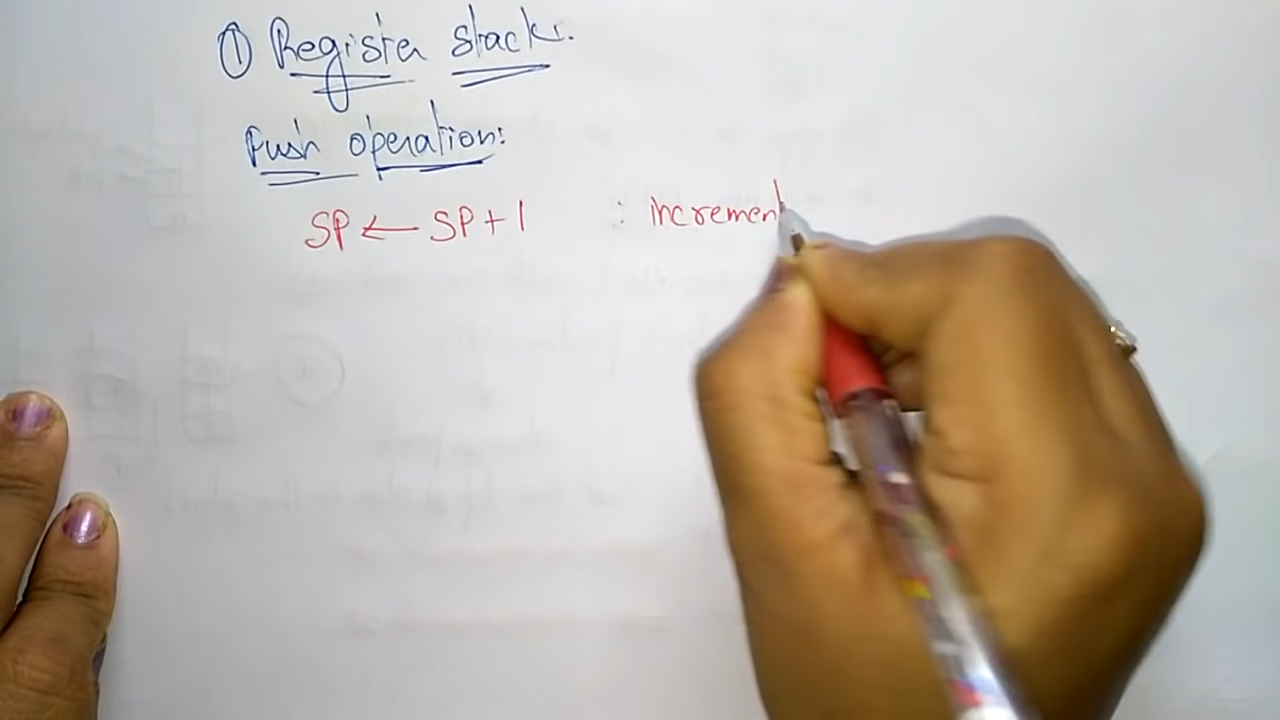 ① Register stack.
Push operation:
SP ← SP + 1 : increment